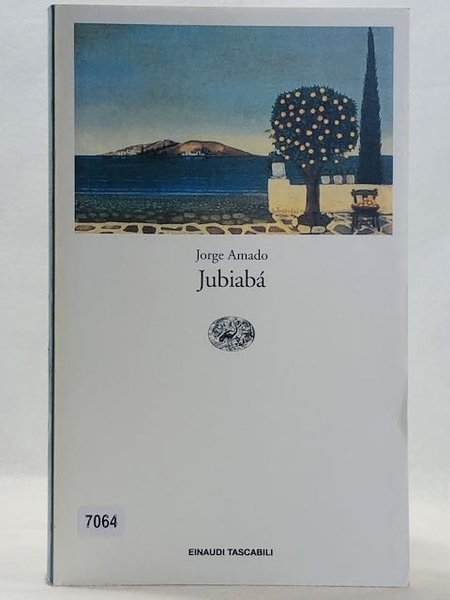 Jorge Amado
Jubiabá
7064
EINAUDI TASCABILI